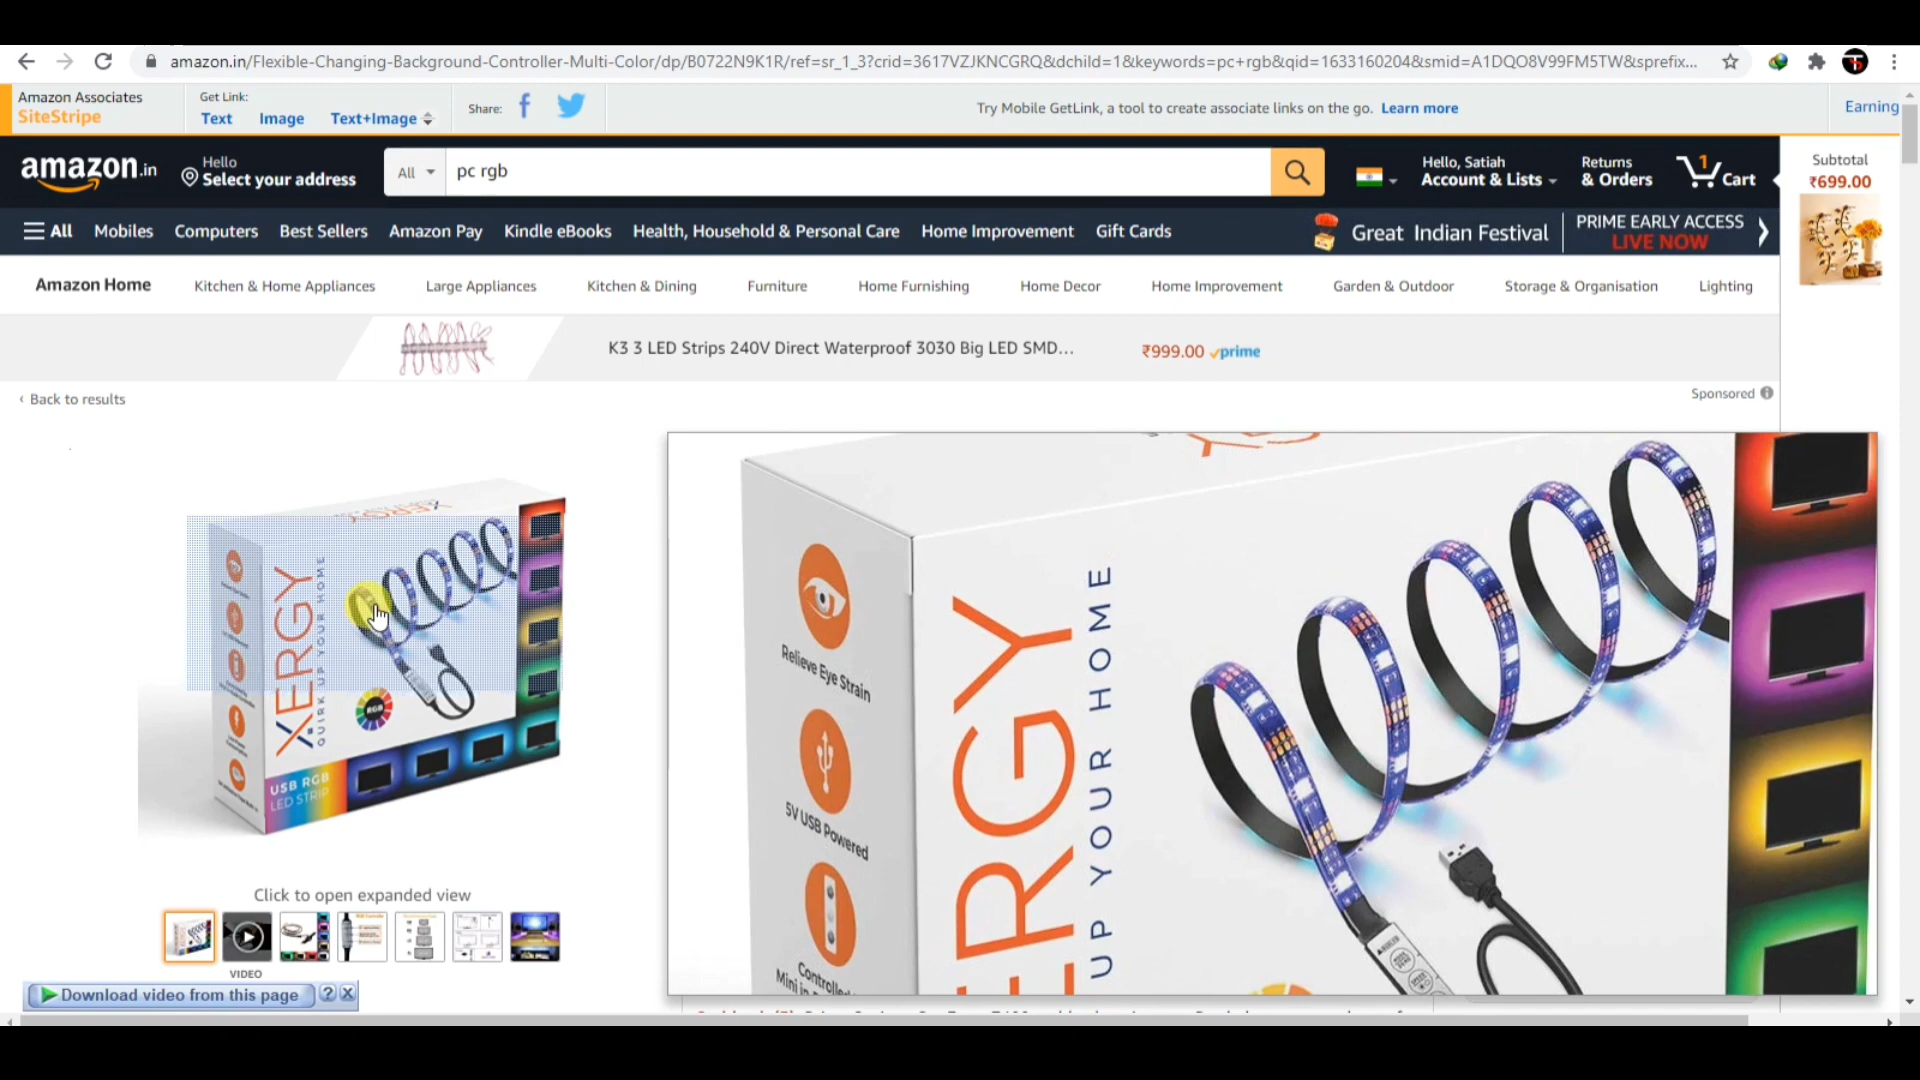 amazon.in/Flexible-Changing-Background-Controller-Multi-Color/dp/B0722N9K1R/ref=sr_1_3?crid=3617VZJKNCGRQ&dchild=1&keywords=pc+rgb&qid=1633160204&smid=A1DQO8V99FM5TW&sprefix...
Amazon Associates
SiteStripe
Get Link:
Text Image Text+Image
Share:
Try Mobile GetLink, a tool to create associate links on the go. Learn more
Earning
amazon.in
Hello
Select your address
All
pc rgb
Hello, Satiah
Account & Lists
Returns
& Orders
1
Cart
Subtotal
₹699.00
All Mobiles Computers Best Sellers Amazon Pay Kindle eBooks Health, Household & Personal Care Home Improvement Gift Cards
Great Indian Festival
PRIME EARLY ACCESS
LIVE NOW
Amazon Home Kitchen & Home Appliances Large Appliances Kitchen & Dining Furniture Home Furnishing Home Decor Home Improvement Garden & Outdoor Storage & Organisation Lighting
K3 3 LED Strips 240V Direct Waterproof 3030 Big LED SMD...
₹999.00 prime
‹ Back to results
Sponsored
XERGY
QUIRK UP YOUR HOME
RGB
USB RGB
LED STRIP
Relieve Eye Strain
5V USB Powered
Controlle
Mini in
ERGY
UP YOUR HOME
Click to open expanded view
VIDEO
Download video from this page ? X